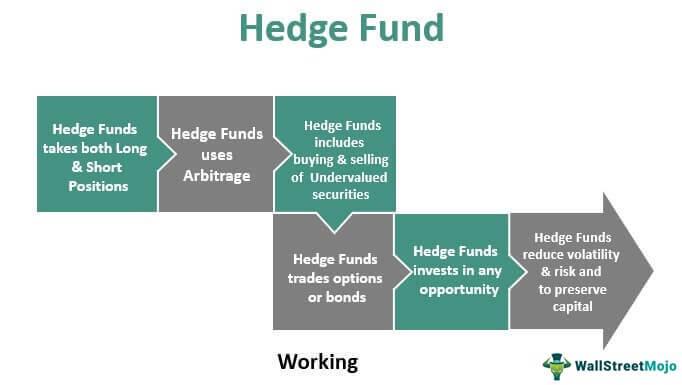 Hedge Fund
Hedge Funds
takes both Long
& Short
Positions
Hedge Funds
uses
Arbitrage
Hedge Funds
includes
buying & selling
of Undervalued
securities
Hedge Funds
trades options
or bonds
Hedge Funds
invests in any
opportunity
Hedge Funds
reduce volatility
& risk and
to preserve
capital
Working
WallStreetMojo